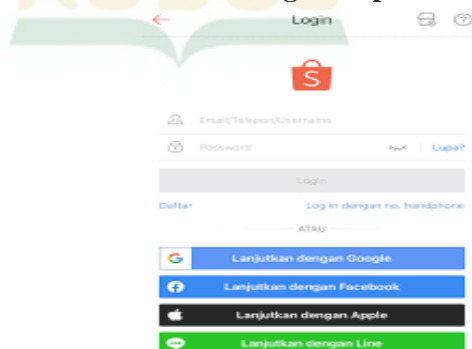 Login
S
Email/Telepon/Username
Password Lupa?
Login
Daftar Log in dengan no. handphone
ATAU
G Lanjutkan dengan Google
Lanjutkan dengan Facebook
Lanjutkan dengan Apple
Lanjutkan dengan Line